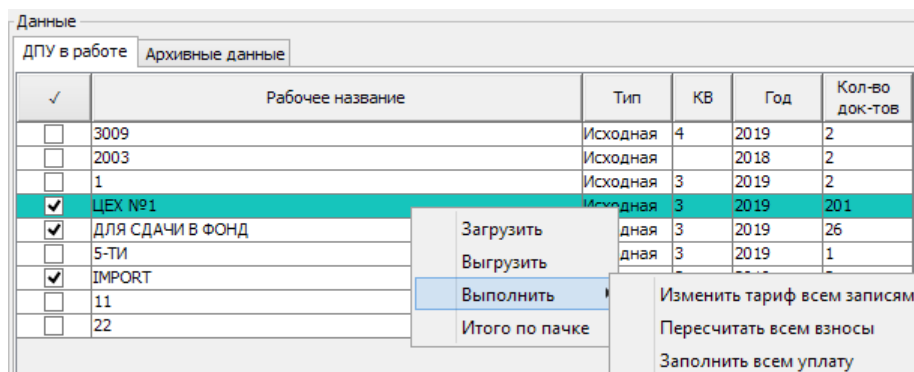 Данные
ДПУ в работе Архивные данные
✓ Рабочее название Тип КВ Год Кол-во док-тов
3009 Исходная 4 2019 2
2003 Исходная 2018 2
1 Исходная 3 2019 2
ЦЕХ №1 Исходная 3 2019 201
ДЛЯ СДАЧИ В ФОНД дная 3 2019 26
5-ТИ дная 3 2019 1
IMPORT
11
22
Загрузить
Выгрузить
Выполнить
Итого по пачке
Изменить тариф всем записям
Пересчитать всем взносы
Заполнить всем уплату